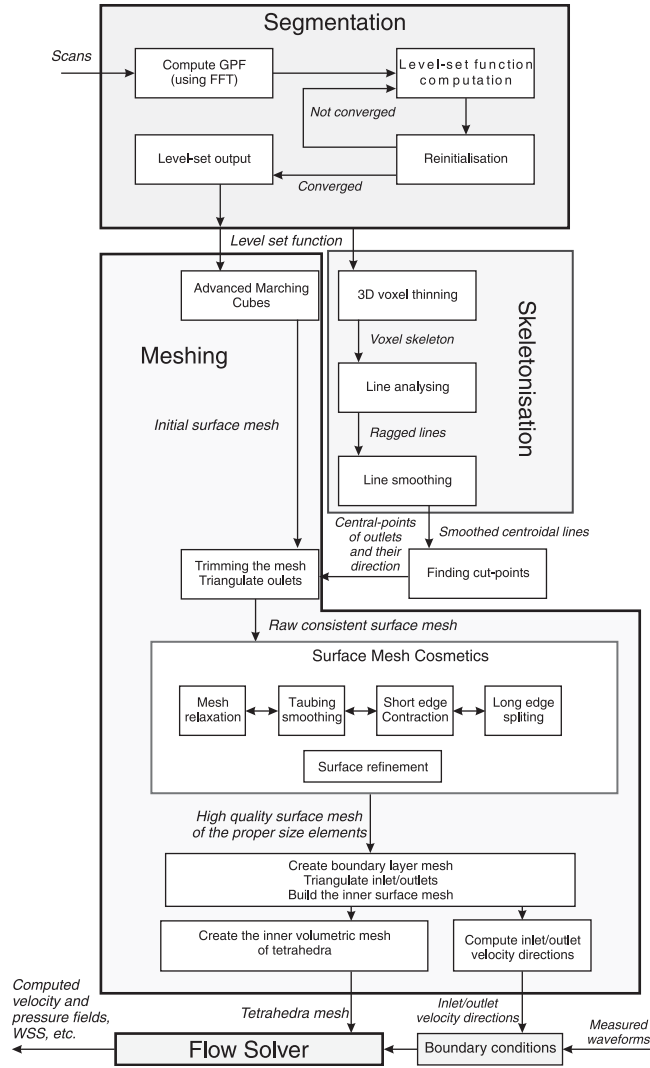 Segmentation
Scans
Compute GPF
(using FFT)
Level-set function
computation
Not converged
Level-set output
Reinitialisation
Converged
Level set function
Advanced Marching
Cubes
3D voxel thinning
Skeletonisation
Meshing
Voxel skeleton
Line analysing
Initial surface mesh
Ragged lines
Line smoothing
Central-points
of outlets
and their
direction
Smoothed centroidal lines
Trimming the mesh
Triangulate oulets
Finding cut-points
Raw consistent surface mesh
Surface Mesh Cosmetics
Mesh
relaxation
Taubing
smoothing
Short edge
Contraction
Long edge
spliting
Surface refinement
High quality surface mesh
of the proper size elements
Create boundary layer mesh
Triangulate inlet/outlets
Build the inner surface mesh
Create the inner volumetric mesh
of tetrahedra
Compute inlet/outlet
velocity directions
Computed
velocity and
pressure fields,
WSS, etc.
Tetrahedra mesh
Inlet/outlet
velocity directions
Measured
waveforms
Flow Solver
Boundary conditions